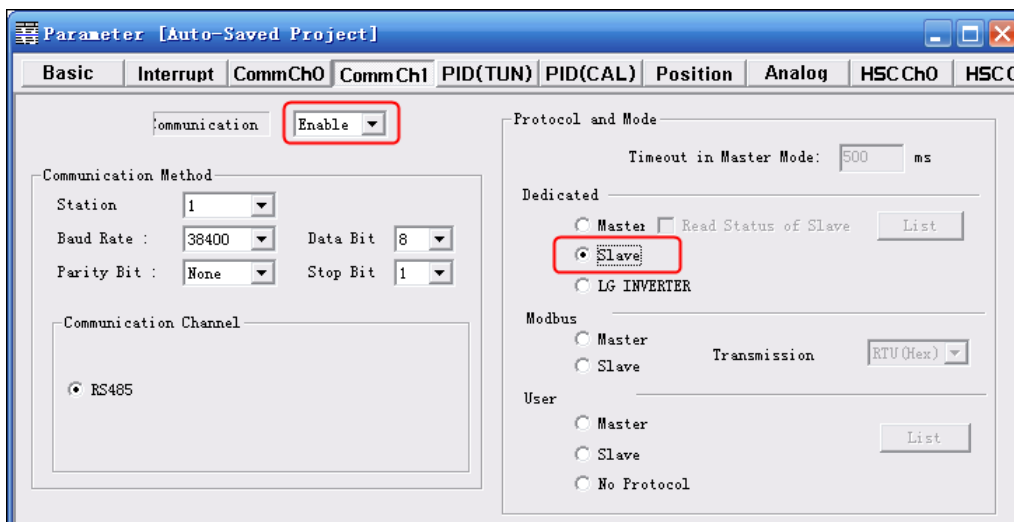 Parameter [Auto-Saved Project]
Basic Interrupt CommCh0 CommCh1 PID(TUN) PID(CAL) Position Analog HSC Ch0 HSC C
ommunication Enable
Communication Method
Station 1
Baud Rate : 38400 Data Bit 8
Parity Bit : None Stop Bit 1
Communication Channel
RS485
Protocol and Mode
Timeout in Master Mode: 500 ms
Dedicated
Master Read Status of Slave List
Slave
LG INVERTER
Modbus
Master
Slave
Transmission RTU(Hex)
User
Master
Slave
No Protocol
List